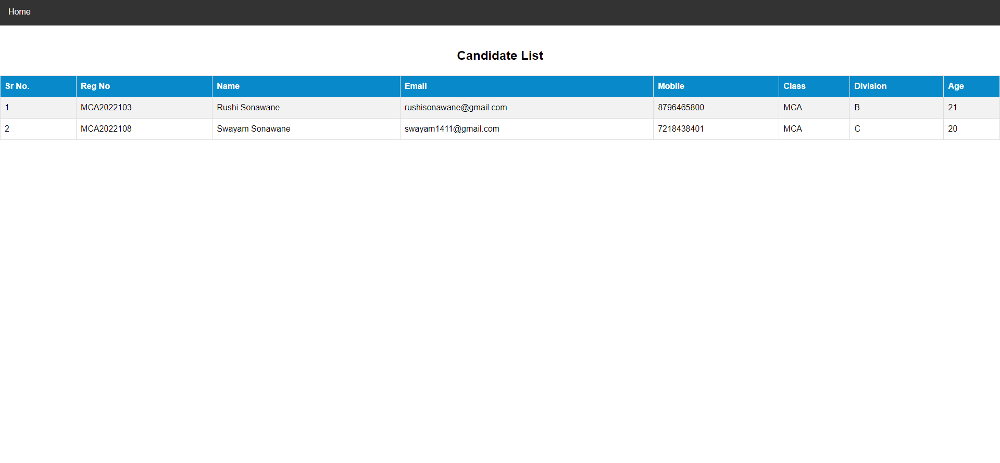 Home
Candidate List
Sr No. Reg No Name Email Mobile Class Division Age
1 MCA2022103 Rushi Sonawane rushisonawane@gmail.com 8796465800 MCA B 21
2 MCA2022108 Swayam Sonawane swayam1411@gmail.com 7218438401 MCA C 20